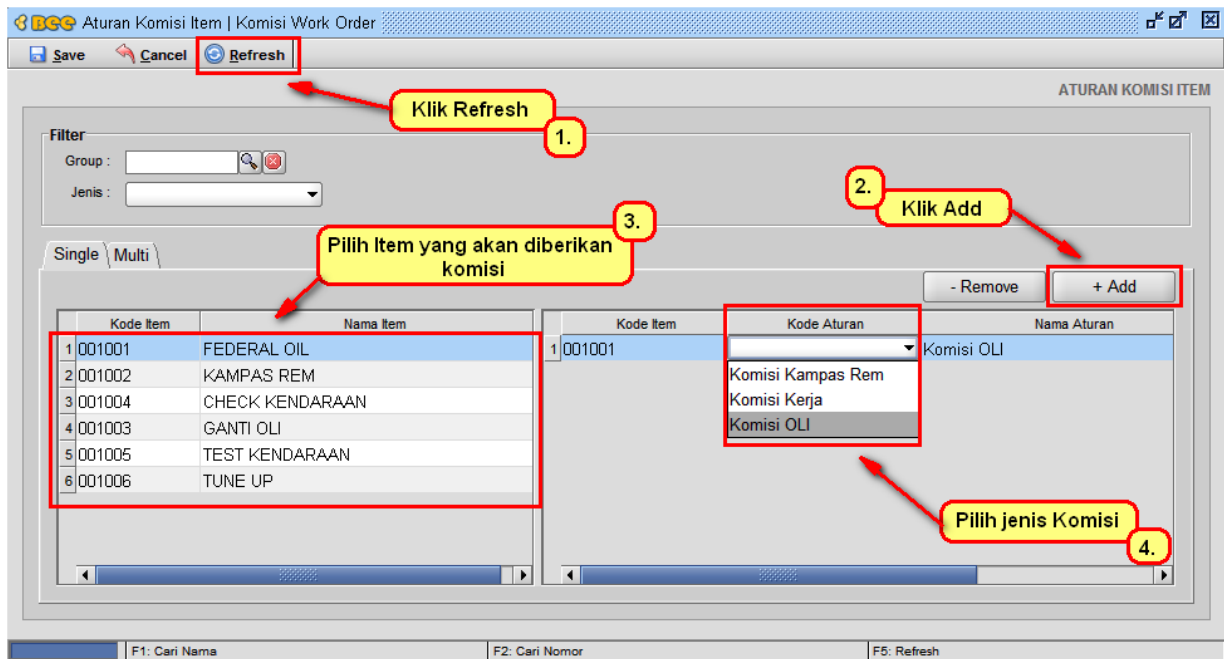 BEE Aturan Komisi Item | Komisi Work Order
Save Cancel Refresh
ATURAN KOMISI ITEM
Klik Refresh
1.
Filter
Group :
Jenis :
2.
Klik Add
3.
Pilih Item yang akan diberikan
komisi
Single Multi
- Remove + Add
Kode Item Nama Item
1 001001 FEDERAL OIL
2 001002 KAMPAS REM
3 001004 CHECK KENDARAAN
4 001003 GANTI OLI
5 001005 TEST KENDARAAN
6 001006 TUNE UP
Kode Item Kode Aturan Nama Aturan
1 001001 Komisi OLI
Komisi Kampas Rem
Komisi Kerja
Komisi OLI
Pilih jenis Komisi
4.
F1: Cari Nama F2: Cari Nomor F5: Refresh